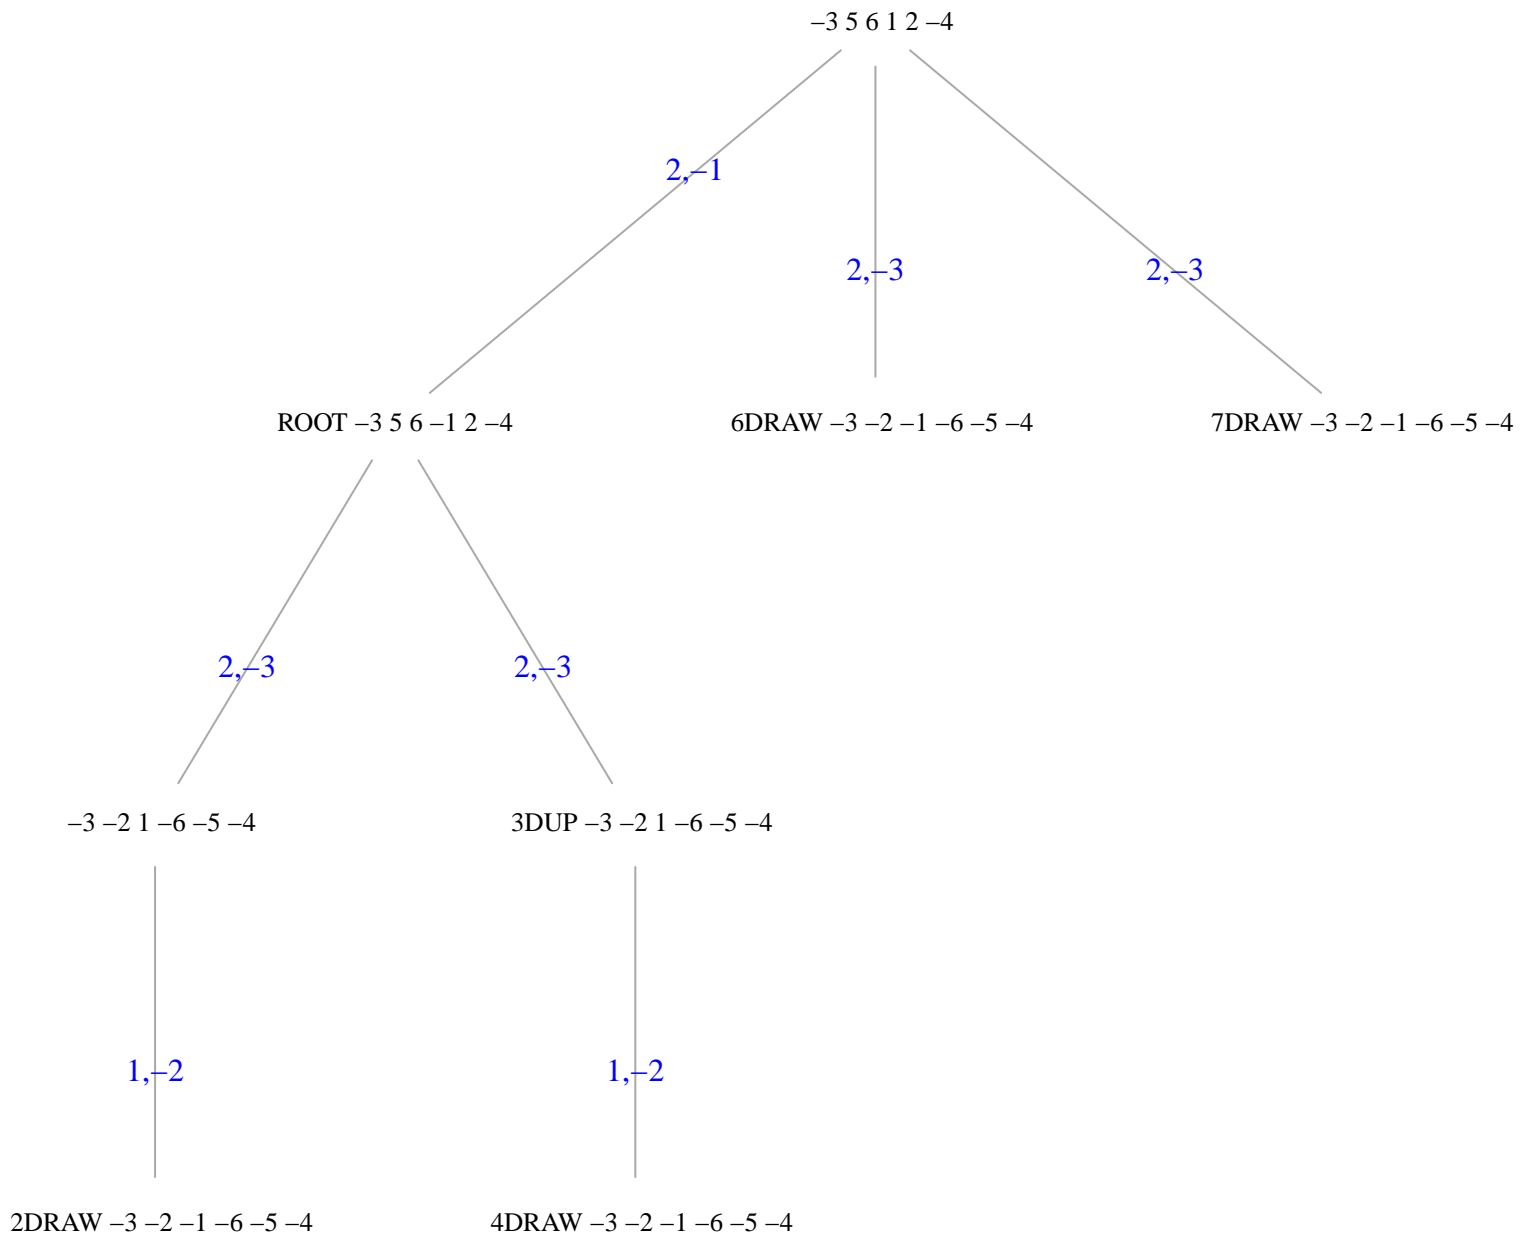 –3 5 6 1 2 –4
2,–1
2,–3
2,–3
ROOT –3 5 6 –1 2 –4
6DRAW –3 –2 –1 –6 –5 –4
7DRAW –3 –2 –1 –6 –5 –4
2,–3
2,–3
–3 –2 1 –6 –5 –4
3DUP –3 –2 1 –6 –5 –4
1,–2
1,–2
2DRAW –3 –2 –1 –6 –5 –4
4DRAW –3 –2 –1 –6 –5 –4